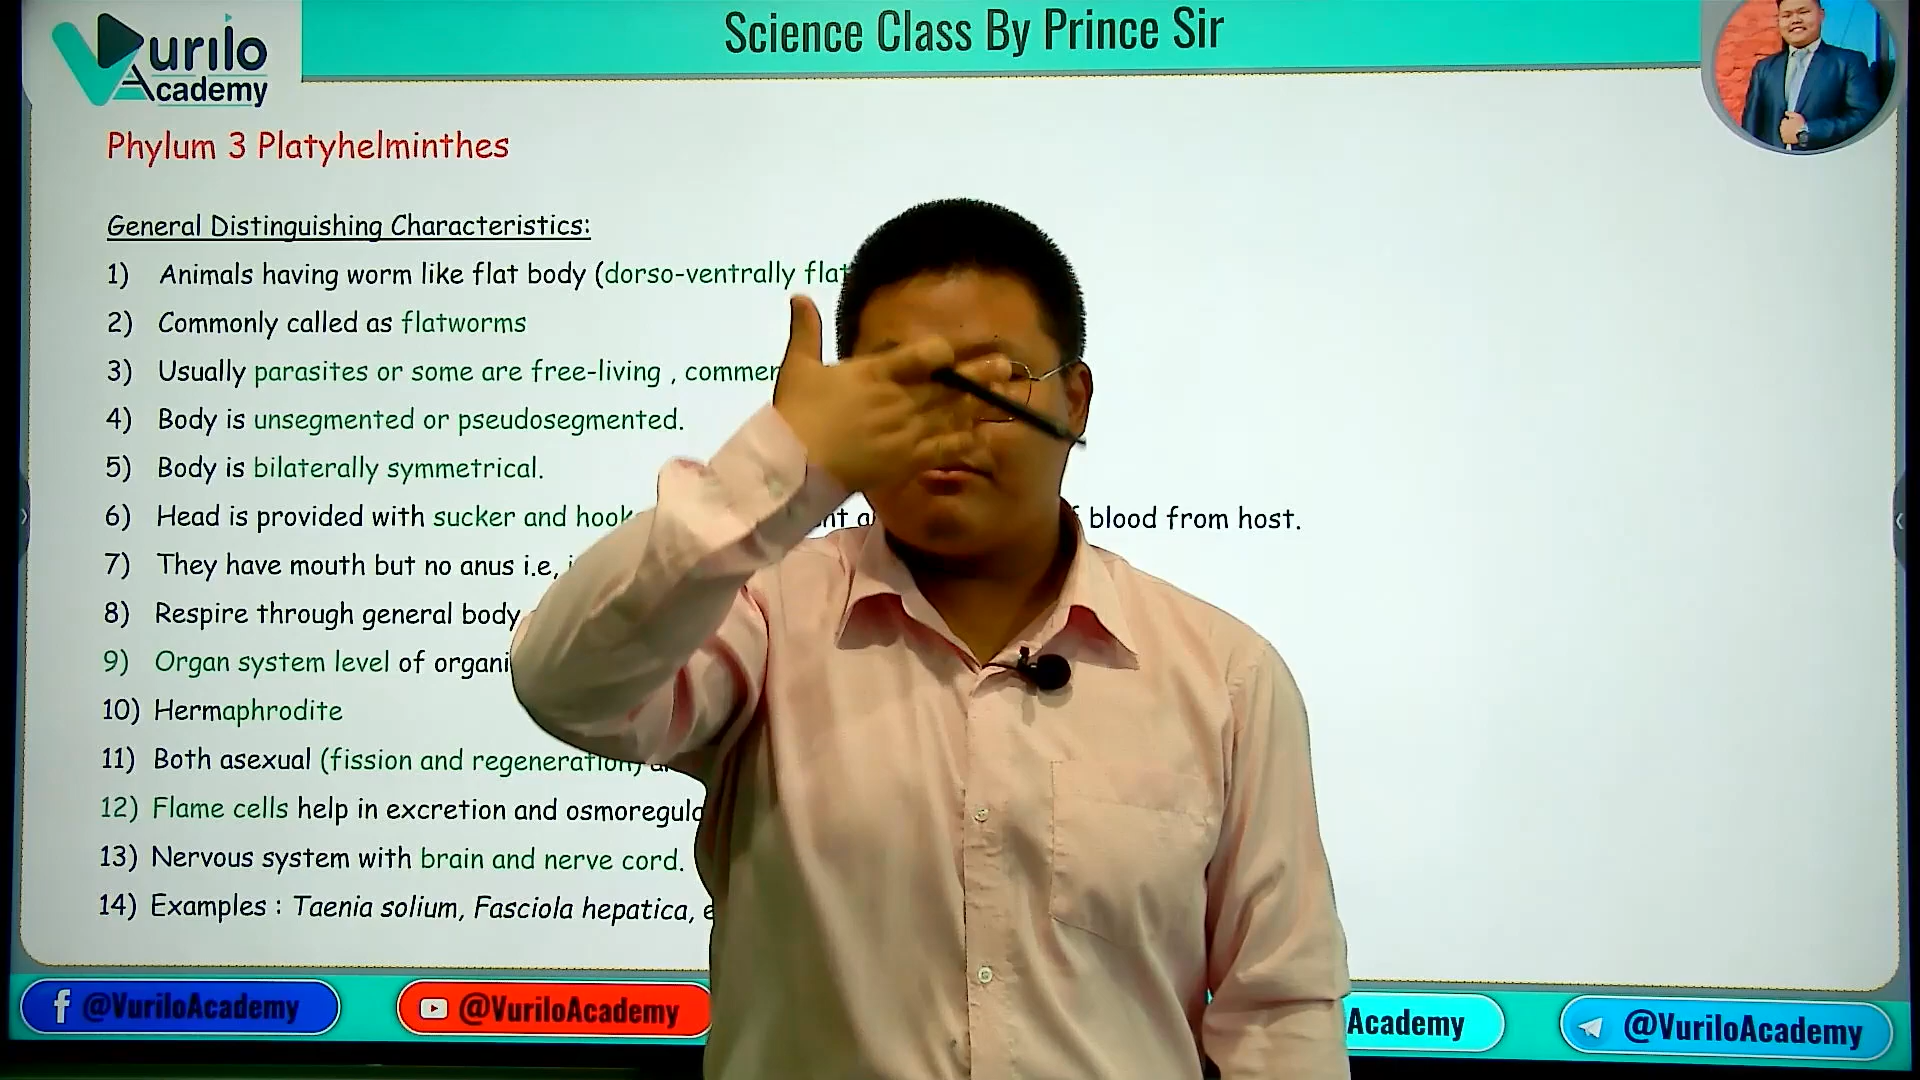 Vurilo Academy
Science Class By Prince Sir
Phylum 3 Platyhelminthes
General Distinguishing Characteristics:
1) Animals having worm like flat body (dorso-ventrally
2) Commonly called as flatworms
3) Usually parasites or some are free-living ,
4) Body is unsegmented or pseudosegmented.
5) Body is bilaterally symmetrical.
6) Head is provided with sucker and blood from host.
7) They have mouth but no anus i.e,
8) Respire through general body
9) Organ system level of
10) Hermaphrodite
11) Both asexual (fission and regeneration)
12) Flame cells help in excretion and
13) Nervous system with brain and nerve cord.
14) Examples : Taenia solium, Fasciola hepatica,
@VuriloAcademy
@VuriloAcademy
Academy
@VuriloAcademy